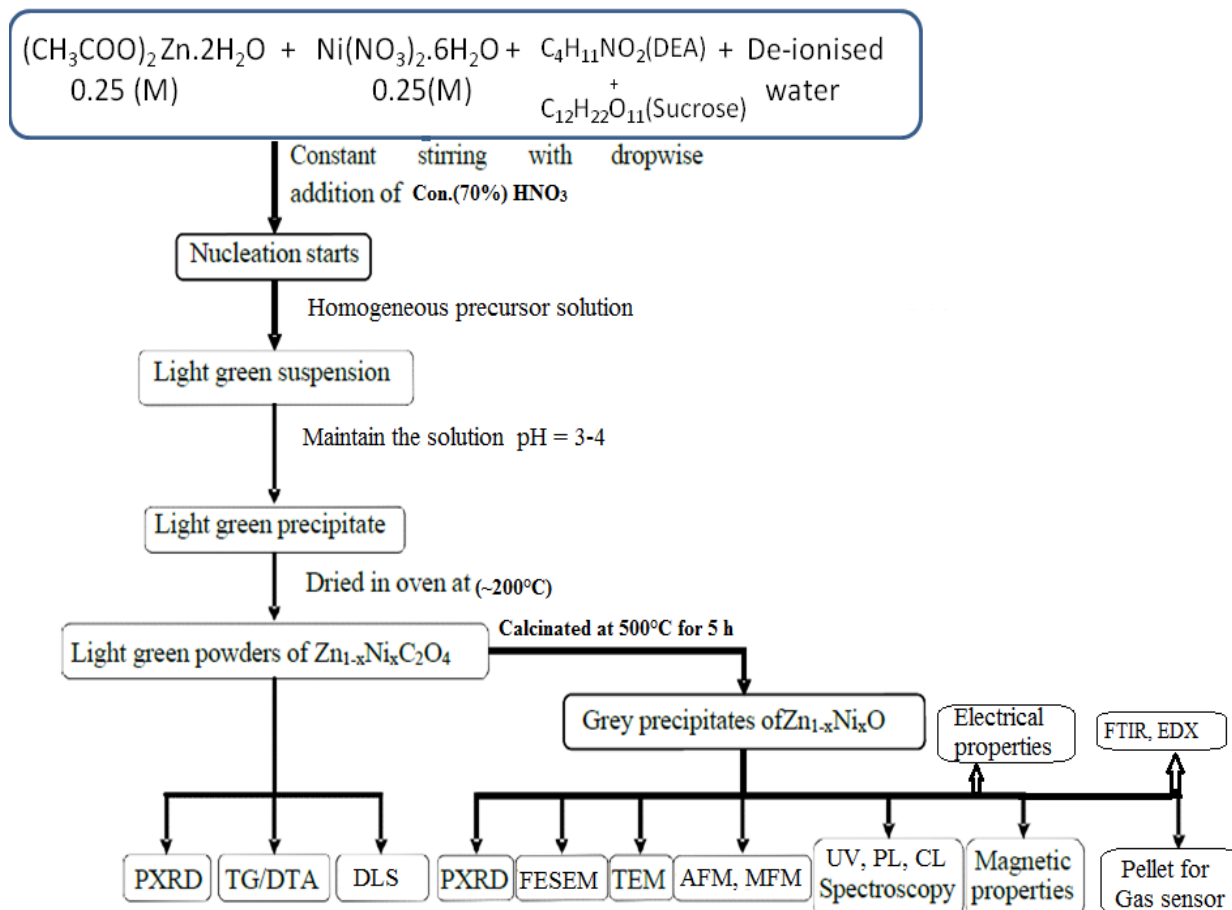 (CH₃COO)₂Zn.2H₂O + Ni(NO₃)₂.6H₂O + C₄H₁₁NO₂(DEA) + De-ionised
0.25 (M) 0.25(M) + water
C₁₂H₂₂O₁₁(Sucrose)
Constant stirring with dropwise
addition of Con.(70%) HNO₃
Nucleation starts
Homogeneous precursor solution
Light green suspension
Maintain the solution pH = 3-4
Light green precipitate
Dried in oven at (~200°C)
Light green powders of Zn₁₋ₓNiₓC₂O₄
Calcinated at 500°C for 5 h
Grey precipitates ofZn₁₋ₓNiₓO
Electrical
properties
FTIR, EDX
PXRD
TG/DTA
DLS
PXRD
FESEM
TEM
AFM, MFM
UV, PL, CL
Spectroscopy
Magnetic
properties
Pellet for
Gas sensor